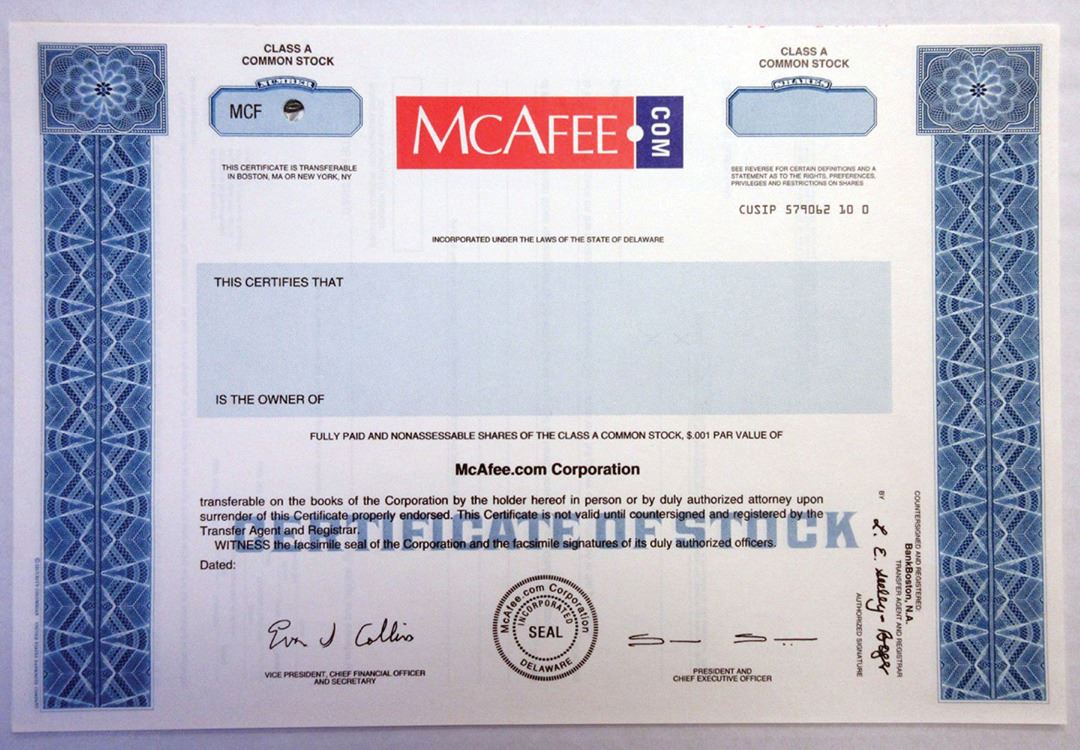 CLASS A
COMMON STOCK
NUMBER
MCF
THIS CERTIFICATE IS TRANSFERABLE
IN BOSTON, MA OR NEW YORK, NY
McAFEE
COM
CLASS A
COMMON STOCK
SHARES
SEE REVERSE FOR CERTAIN DEFINITIONS AND A
STATEMENT AS TO THE RIGHTS, PREFERENCES,
PRIVILEGES AND RESTRICTIONS ON SHARES
CUSIP 579062 10 0
INCORPORATED UNDER THE LAWS OF THE STATE OF DELAWARE
THIS CERTIFIES THAT
IS THE OWNER OF
FULLY PAID AND NONASSESSABLE SHARES OF THE CLASS A COMMON STOCK, $.001 PAR VALUE OF
McAfee.com Corporation
transferable on the books of the Corporation by the holder hereof in person or by duly authorized attorney upon
surrender of this Certificate properly endorsed. This Certificate is not valid until countersigned and registered by the
Transfer Agent and Registrar.
WITNESS the facsimile seal of the Corporation and the facsimile signatures of its duly authorized officers.
CERTIFICATE OF STOCK
Dated:
Evan S Collins
VICE PRESIDENT, CHIEF FINANCIAL OFFICER
AND SECRETARY
McAfee.com Corporation
INCORPORATED
SEAL
DELAWARE
PRESIDENT AND
CHIEF EXECUTIVE OFFICER
COUNTERSIGNED AND REGISTERED:
BankBoston, N.A.
TRANSFER AGENT AND REGISTRAR
BY
AUTHORIZED SIGNATURE